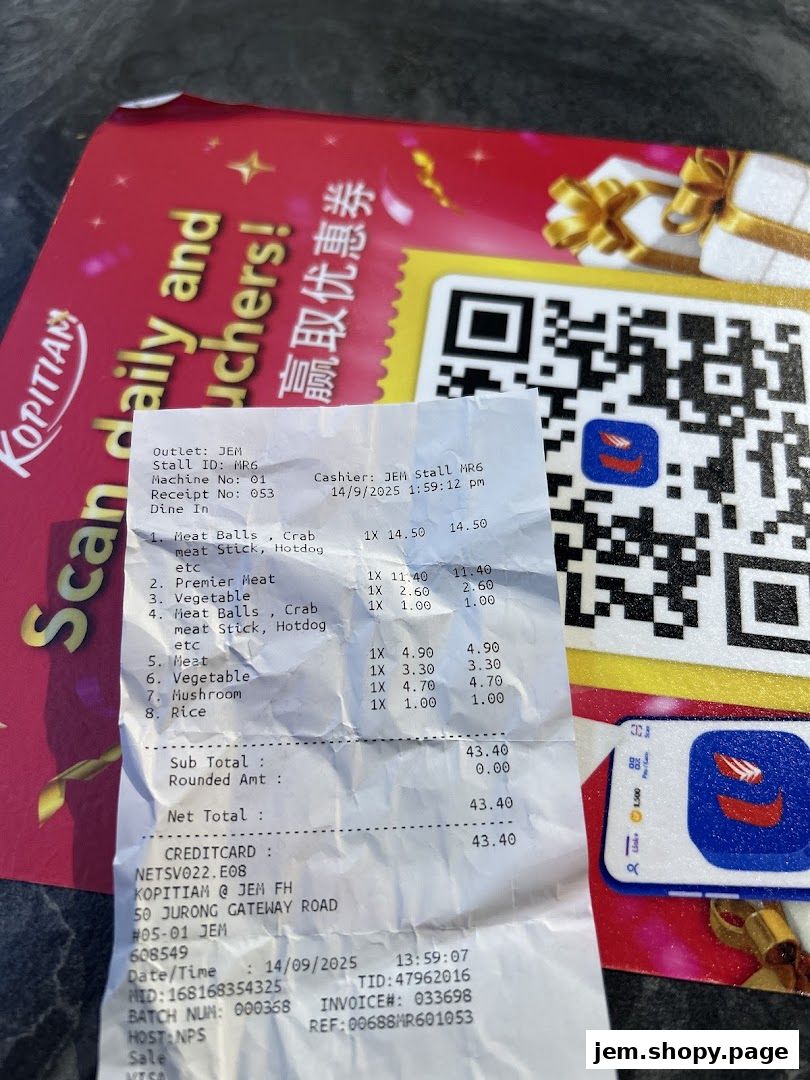 KOPITIAM
Scan daily and
uchers!
赢取优惠券
Outlet: JEM
Stall ID: MR6
Machine No: 01 Cashier: JEM Stall MR6
Receipt No: 053 14/9/2025 1:59:12 pm
Dine In
1. Meat Balls , Crab 1X 14.50 14.50
meat Stick, Hotdog
etc
2. Premier Meat 1X 11.40 11.40
3. Vegetable 1X 2.60 2.60
4. Meat Balls , Crab 1X 1.00 1.00
meat Stick, Hotdog
etc
5. Meat 1X 4.90 4.90
6. Vegetable 1X 3.30 3.30
7. Mushroom 1X 4.70 4.70
8. Rice 1X 1.00 1.00
Sub Total : 43.40
Rounded Amt : 0.00
Net Total : 43.40
CREDITCARD : 43.40
NETSV022.E08
KOPITIAM @ JEM FH
50 JURONG GATEWAY ROAD
#05-01 JEM
608549
Date/Time : 14/09/2025 13:59:07
MID:168168354325 TID:47962016
BATCH NUM: 000368 INVOICE#: 033698
HOST:NPS REF:00688MR601053
Sale
VISA
Scan
1,500
Link+
jem.shopy.page